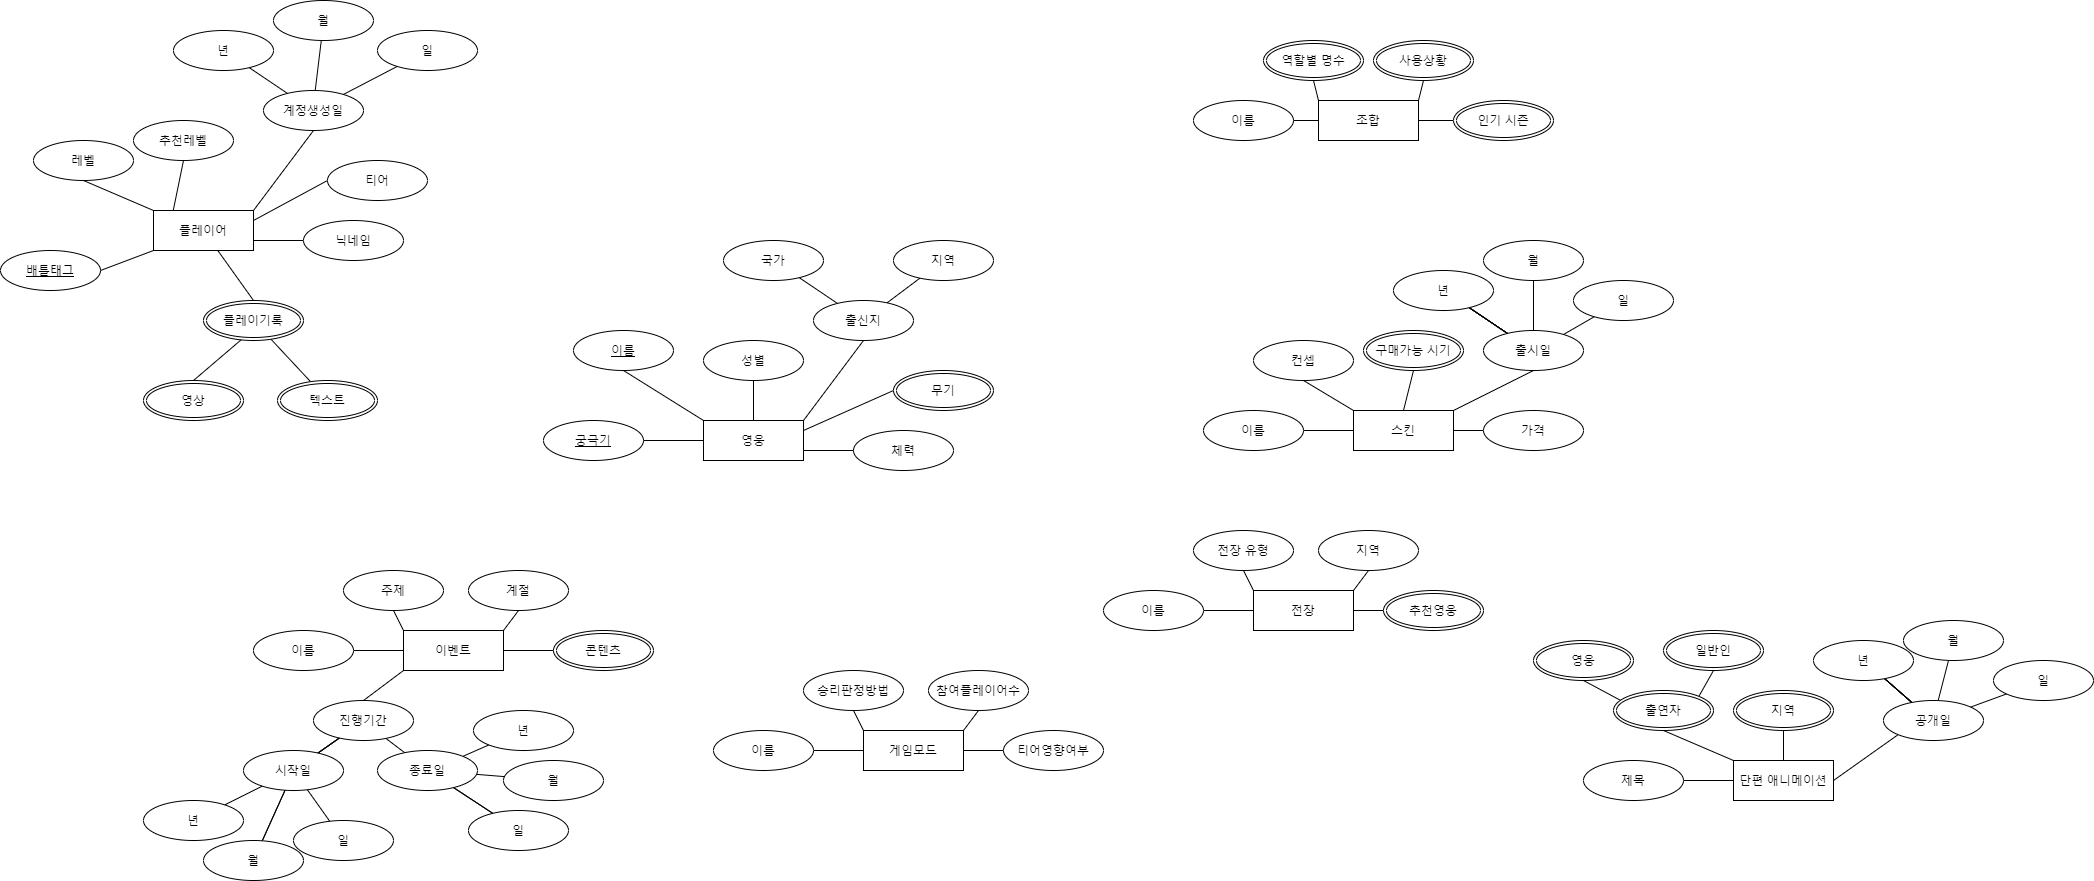 월
년
일
계정생성일
추천레벨
레벨
티어
플레이어
닉네임
배틀태그
플레이기록
영상
텍스트
국가
지역
출신지
이름
성별
무기
궁극기
영웅
체력
역할별 명수
사용상황
이름
조합
인기 시즌
월
년
일
구매가능 시기
출시일
컨셉
이름
스킨
가격
주제
계절
이름
이벤트
콘텐츠
진행기간
시작일
종료일
년
월
일
년
일
월
승리판정방법
참여플레이어수
이름
게임모드
티어영향여부
전장 유형
지역
이름
전장
추천영웅
영웅
일반인
출연자
지역
년
월
일
공개일
제목
단편 애니메이션